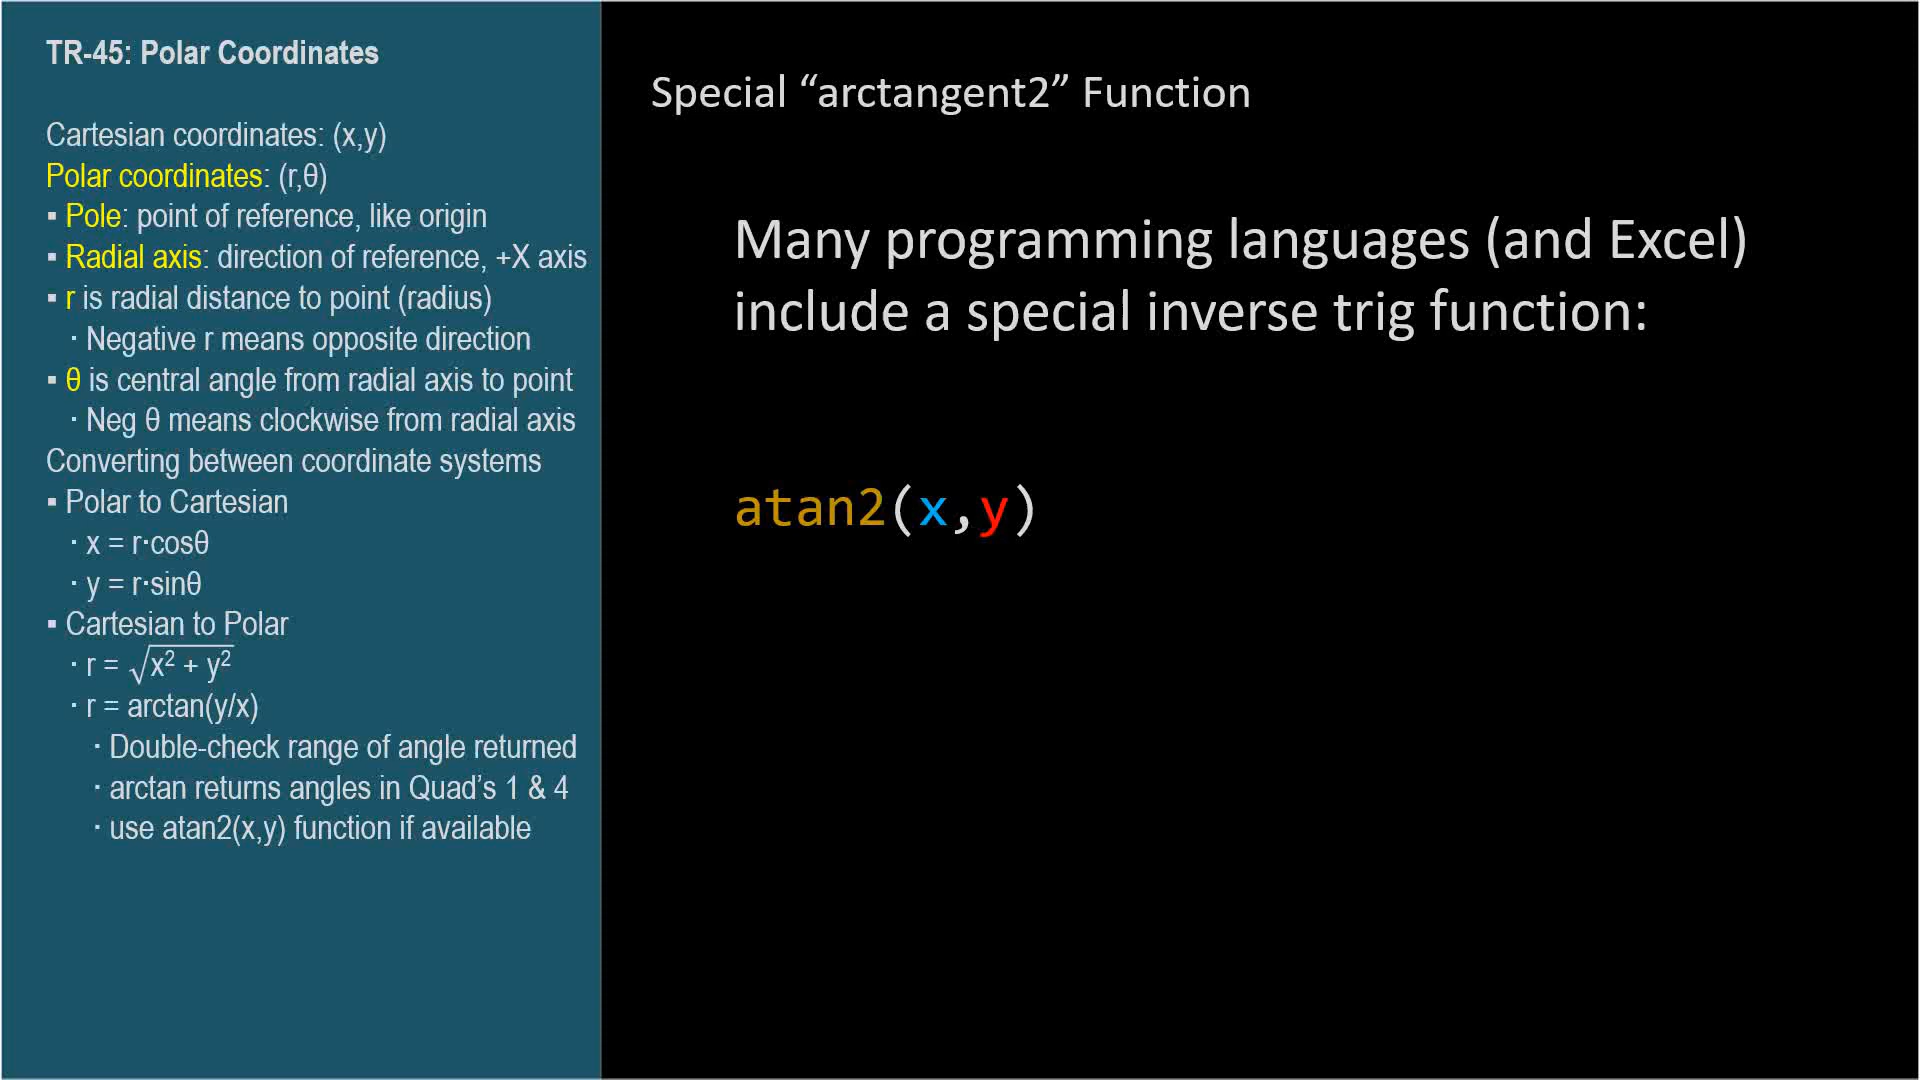 TR-45: Polar Coordinates
Cartesian coordinates: (x,y)
Polar coordinates: (r,θ)
▪ Pole: point of reference, like origin
▪ Radial axis: direction of reference, +X axis
▪ r is radial distance to point (radius)
· Negative r means opposite direction
▪ θ is central angle from radial axis to point
· Neg θ means clockwise from radial axis
Converting between coordinate systems
▪ Polar to Cartesian
· x = r·cosθ
· y = r·sinθ
▪ Cartesian to Polar
· r = √x² + y²
· r = arctan(y/x)
· Double-check range of angle returned
· arctan returns angles in Quad’s 1 & 4
· use atan2(x,y) function if available
Special “arctangent2” Function
Many programming languages (and Excel)
include a special inverse trig function:
atan2(x,y)